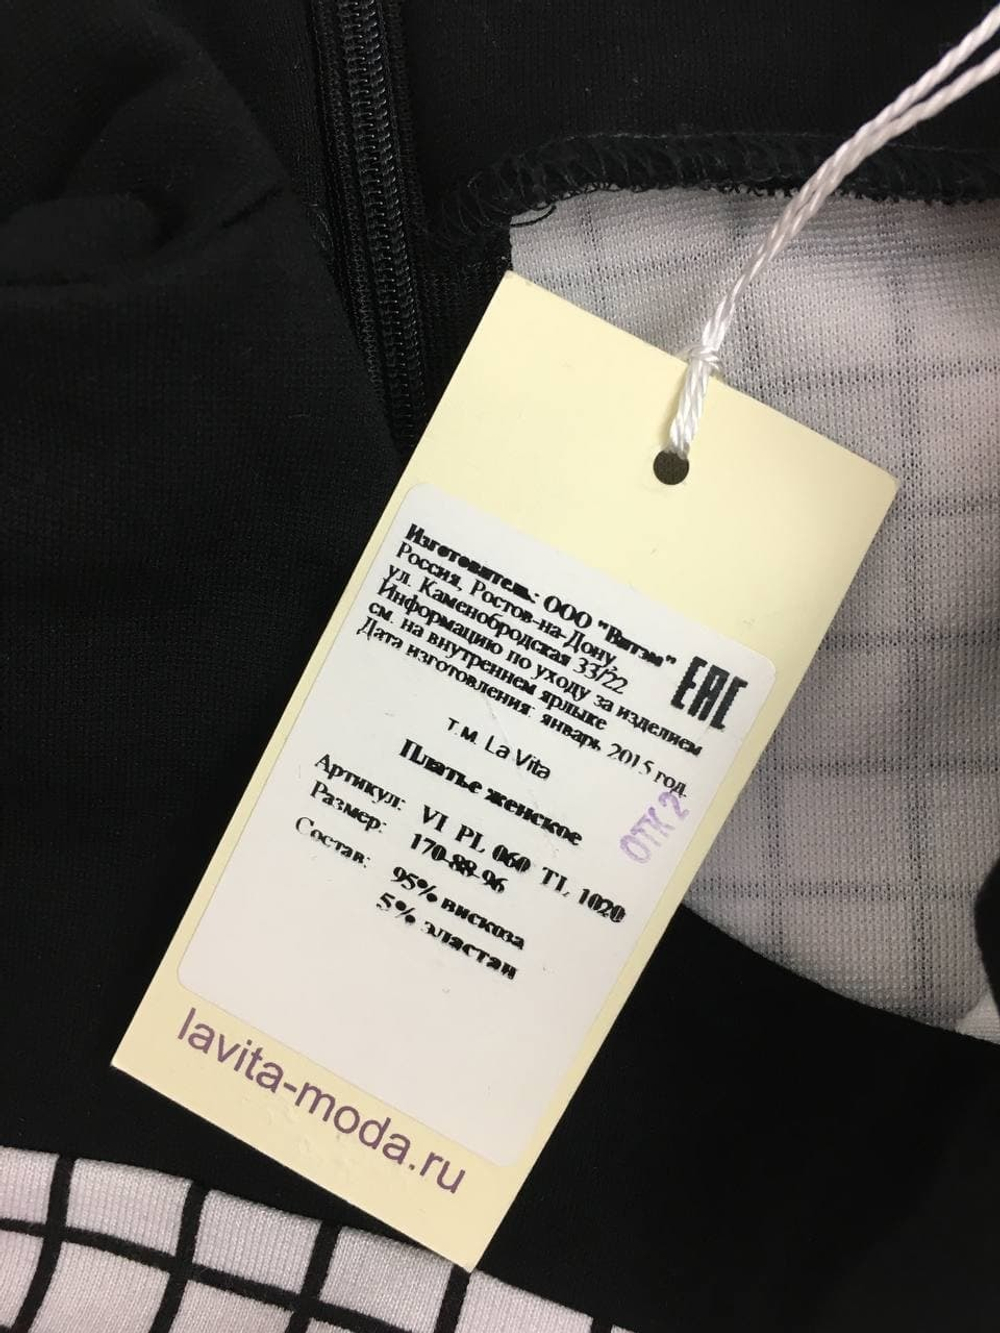 Изготовитель: ООО "Витэм"
Россия, Ростов-на-Дону,
ул. Каменобродская 33/22
Информацию по уходу за изделием
см. на внутреннем ярлыке
Дата изготовления: январь 2015 год.
EAC
т.м. La Vita
ОТК 2
Платье женское
Артикул: VI PL 060 TL 1020
Размер: 170-88-96
Состав: 95% вискоза
5% эластан
lavita-moda.ru